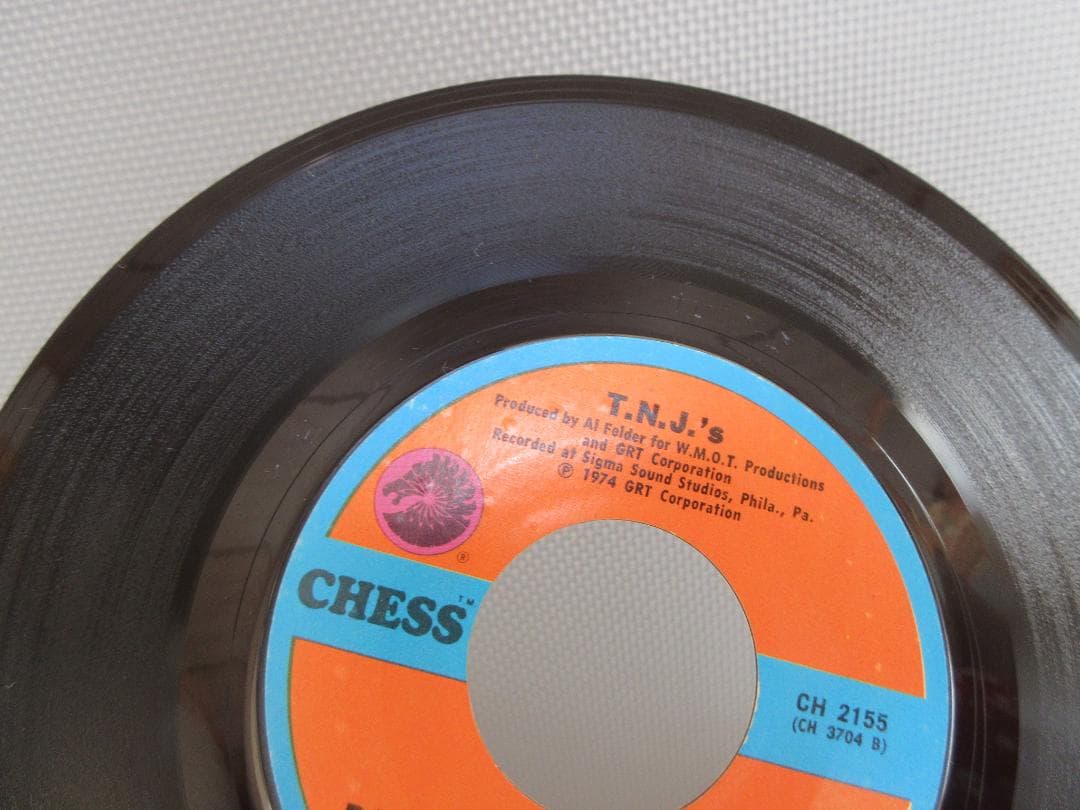 T.N.J.'s
Produced by Al Felder for W.M.O.T. Productions
and GRT Corporation
Recorded at Sigma Sound Studios, Phila., Pa.
℗ 1974 GRT Corporation
®
CHESS™
CH 2155
(CH 3704 B)